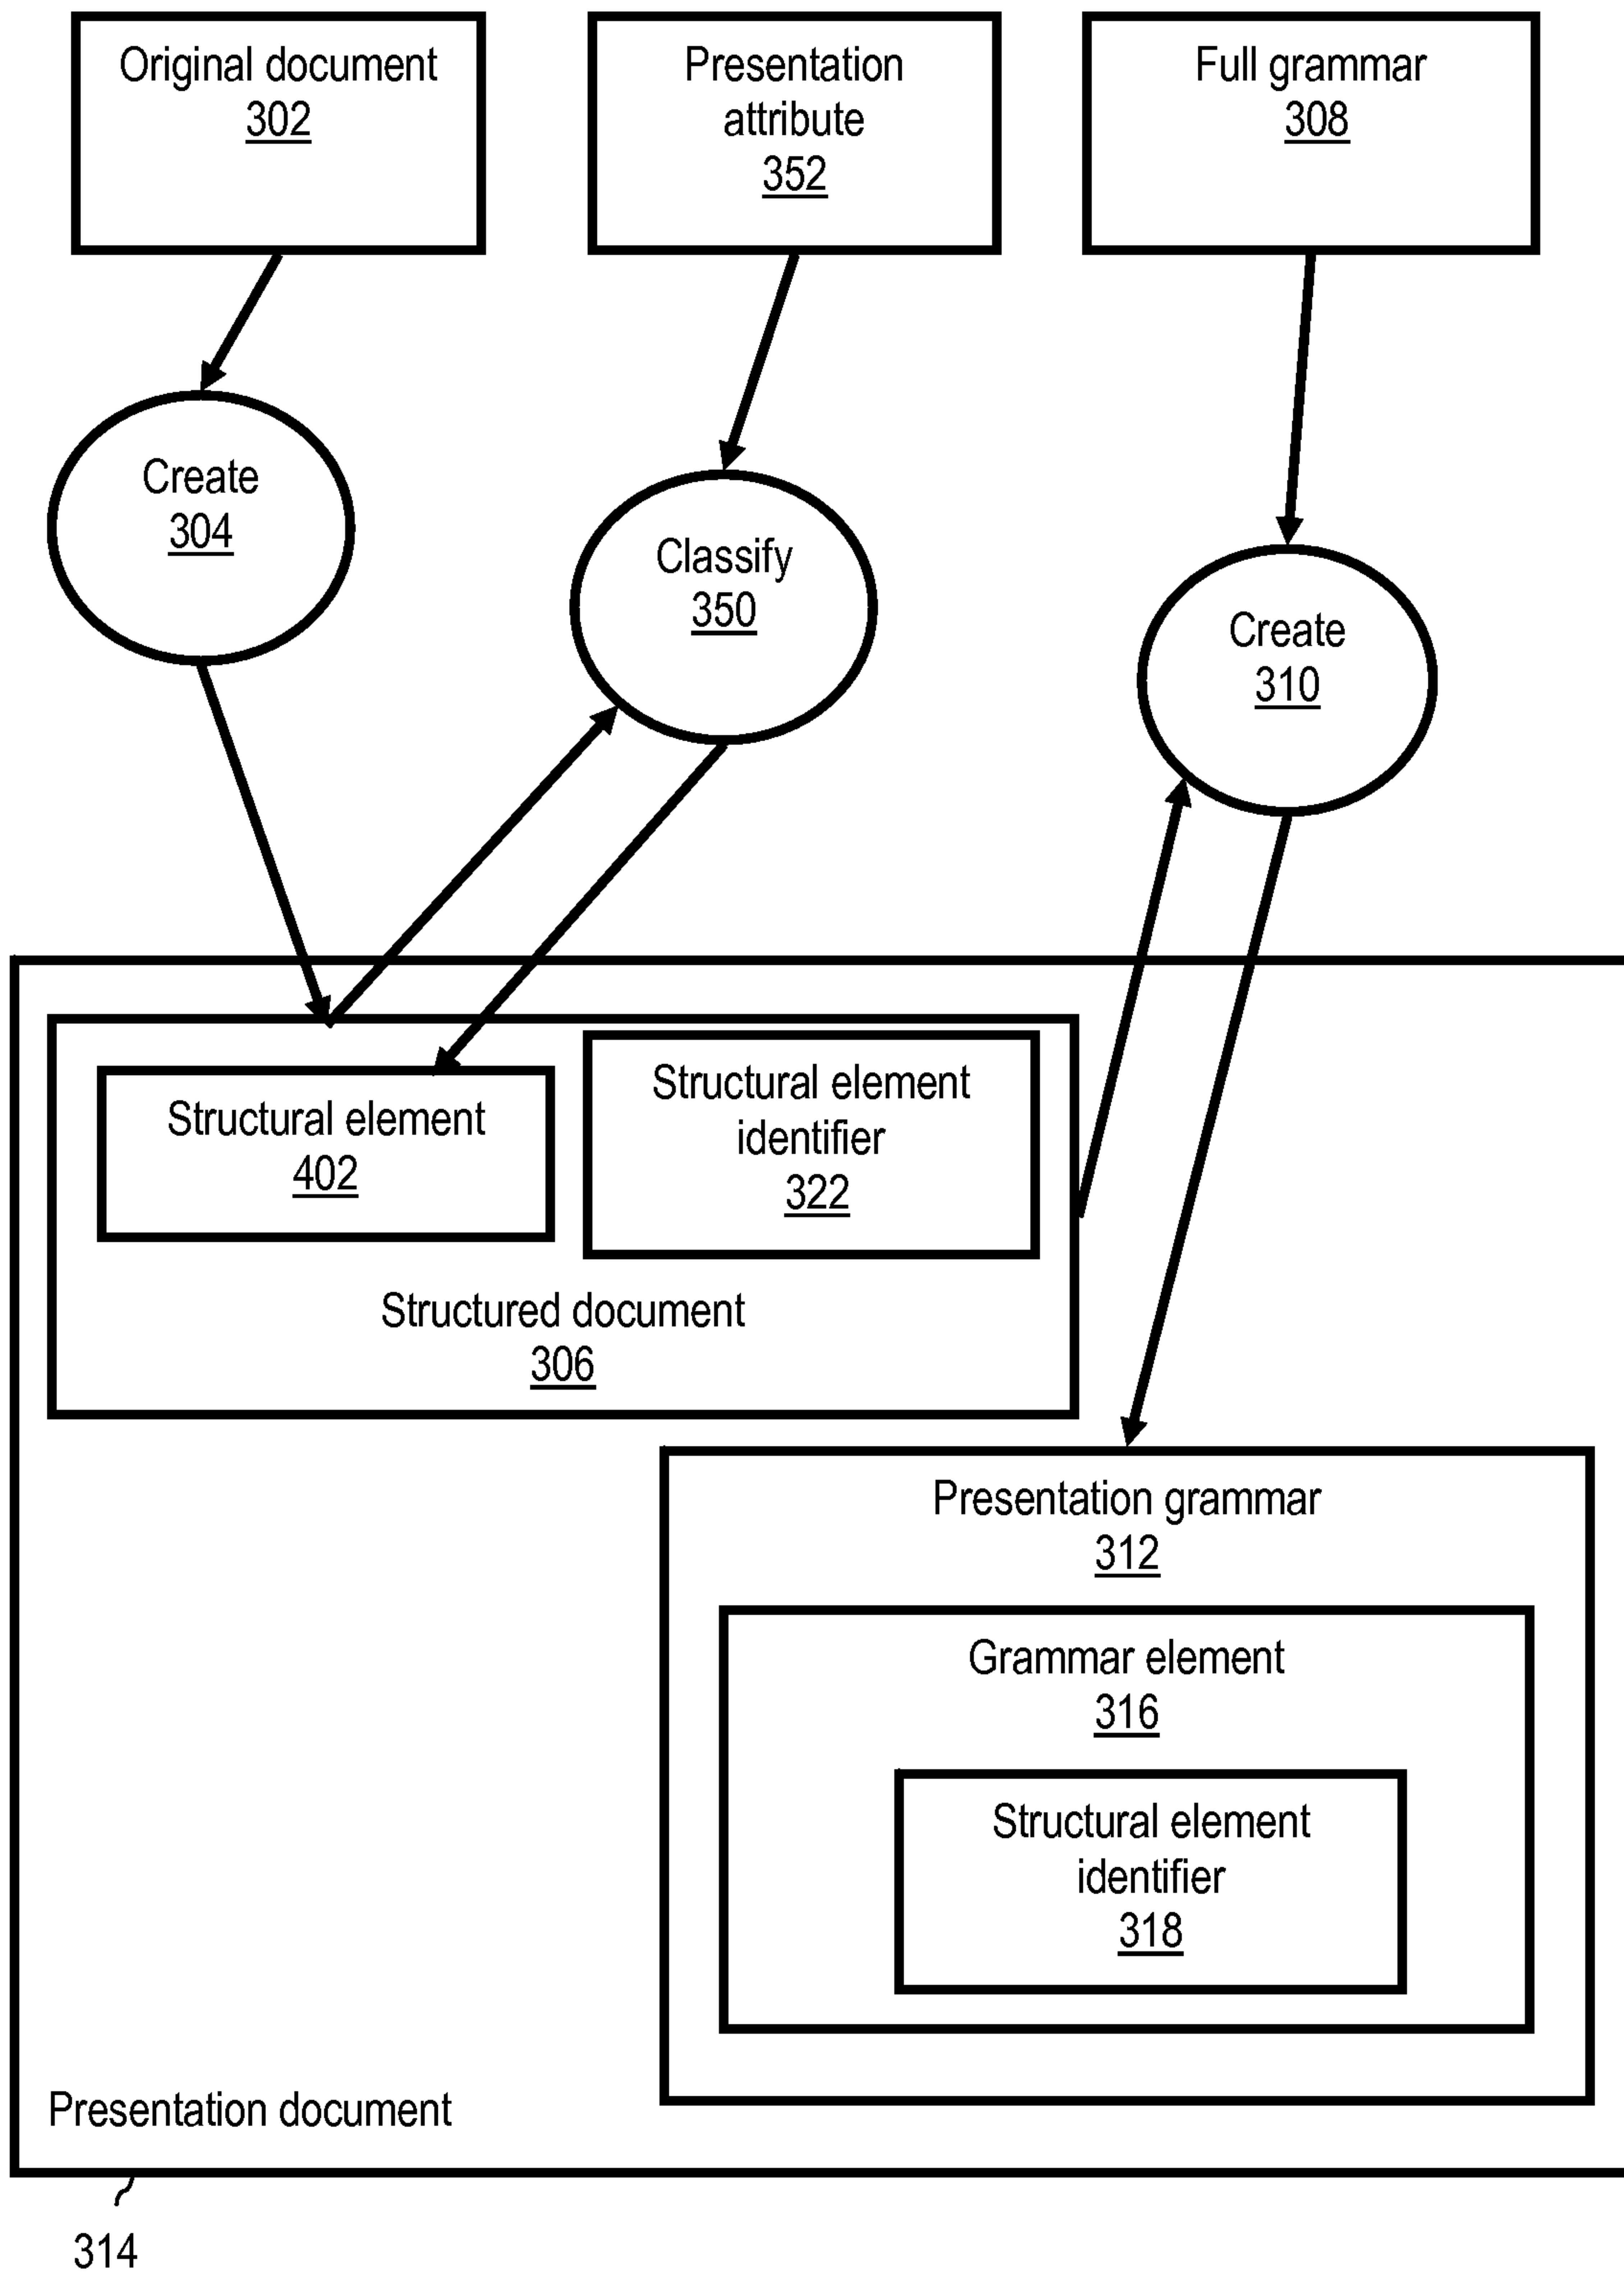 Original document
302
Presentation
attribute
352
Full grammar
308
Create
304
Classify
350
Create
310
Structural element
402
Structural element
identifier
322
Structured document
306
Presentation grammar
312
Grammar element
316
Structural element
identifier
318
Presentation document
314